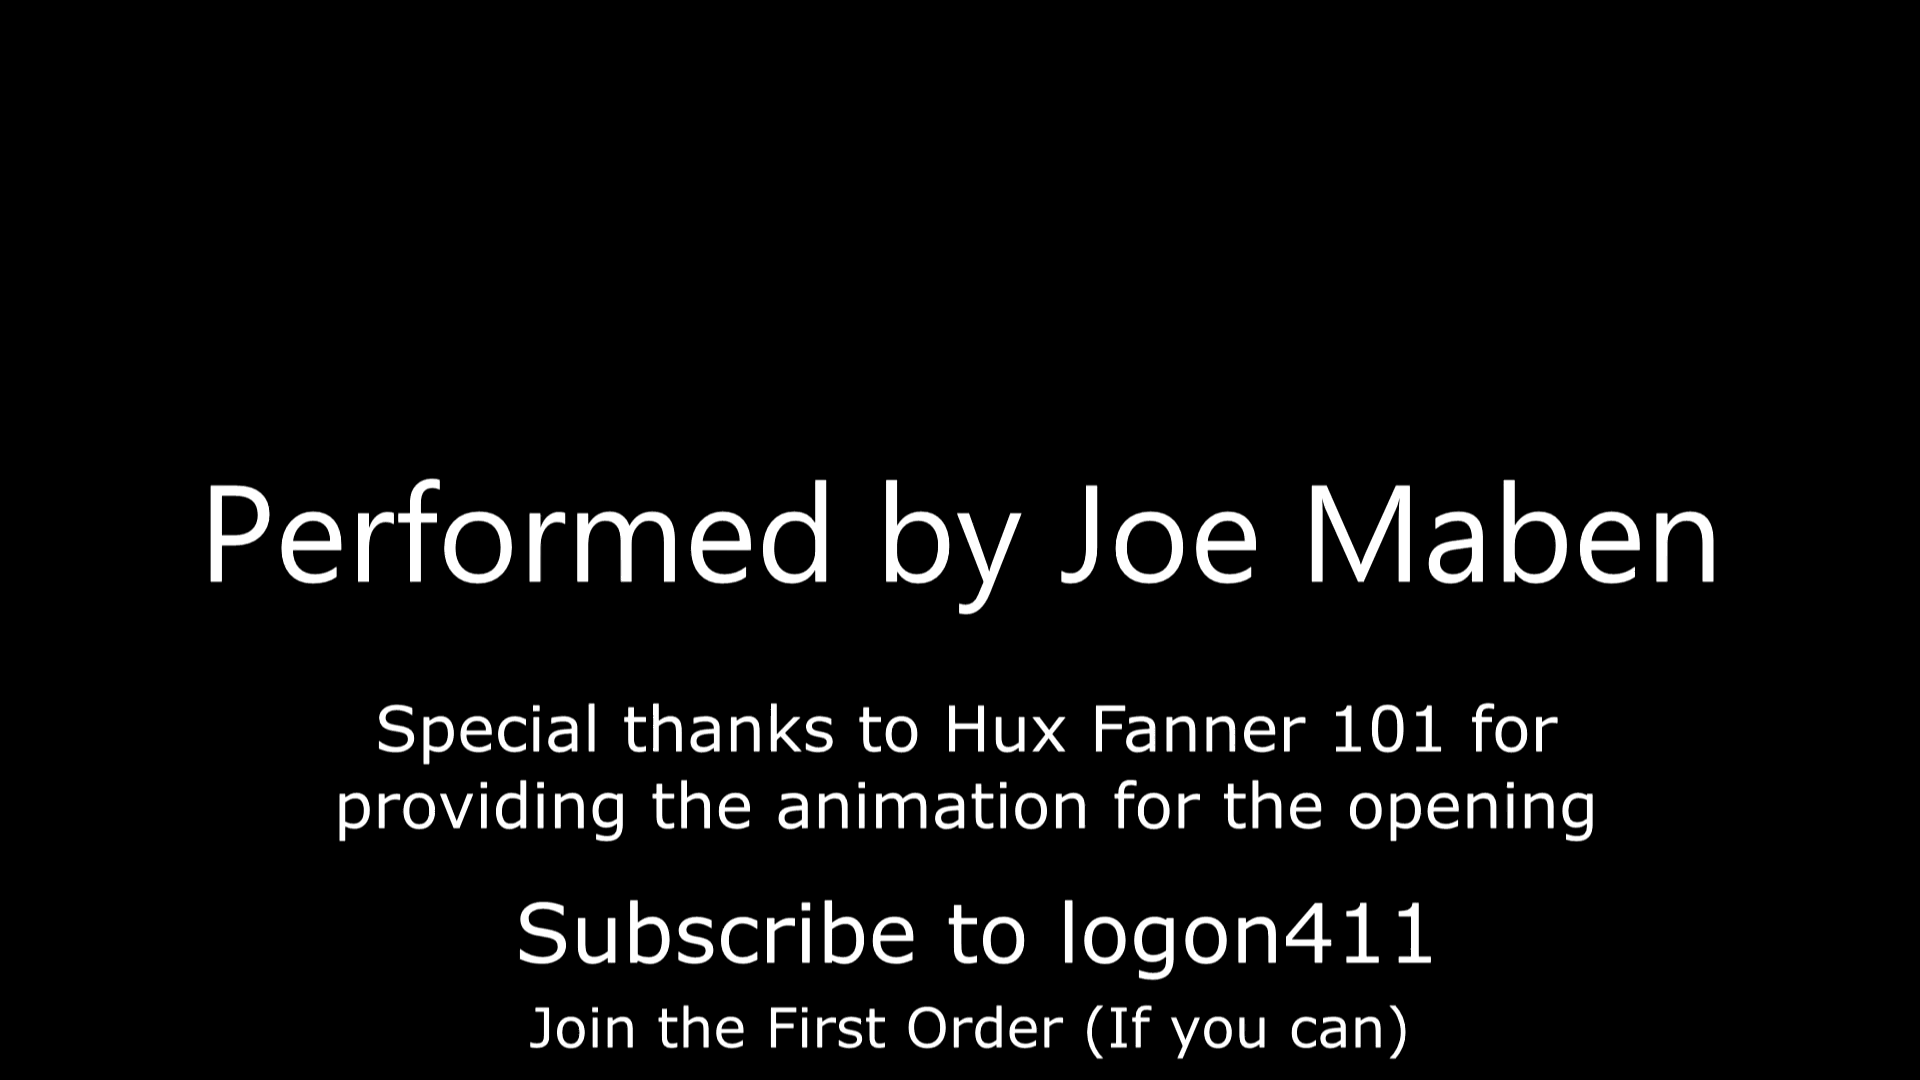 Performed by Joe Maben
Special thanks to Hux Fanner 101 for
providing the animation for the opening
Subscribe to logon411
Join the First Order (If you can)